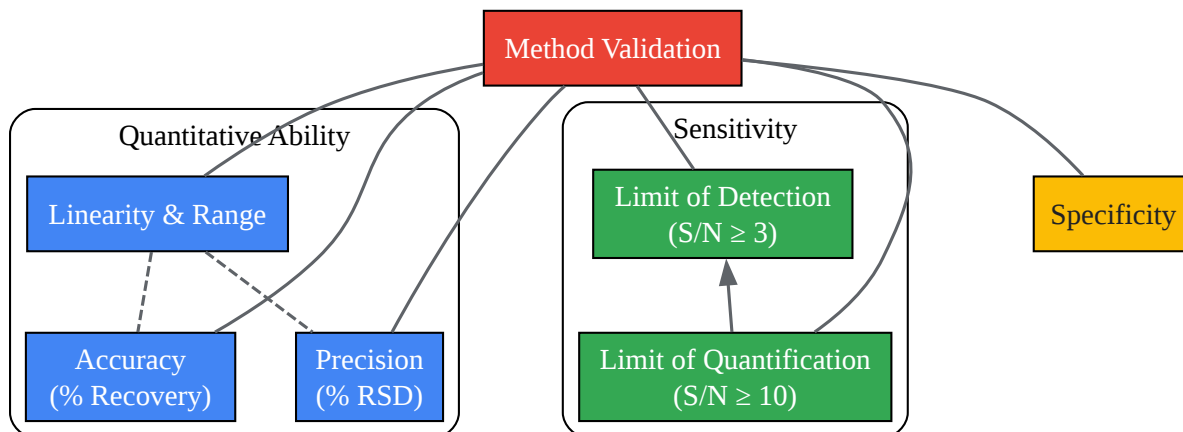 Method Validation
Quantitative Ability
Sensitivity
Linearity & Range
Limit of Detection
(S/N ≥ 3)
Specificity
Accuracy
(% Recovery)
Precision
(% RSD)
Limit of Quantification
(S/N ≥ 10)